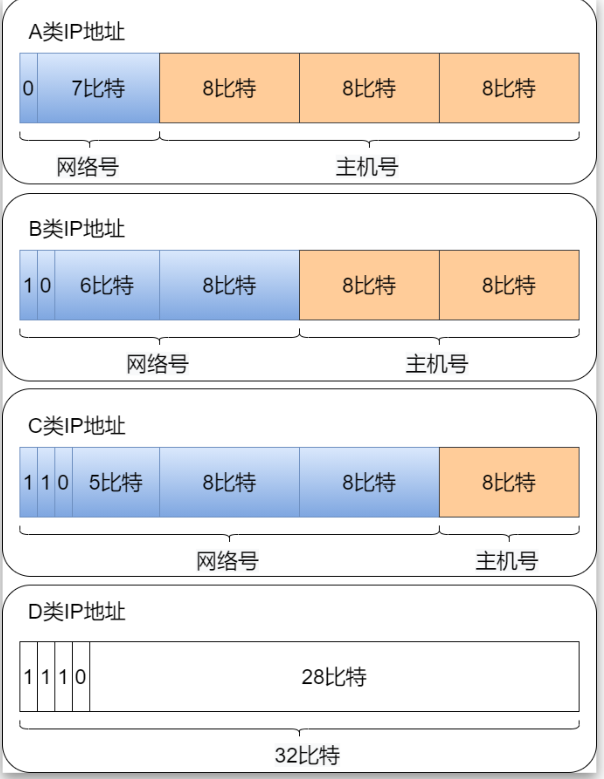 A类IP地址
0 7比特 8比特 8比特 8比特
网络号 主机号
B类IP地址
1 0 6比特 8比特 8比特 8比特
网络号 主机号
C类IP地址
1 1 0 5比特 8比特 8比特 8比特
网络号 主机号
D类IP地址
1 1 1 0 28比特
32比特